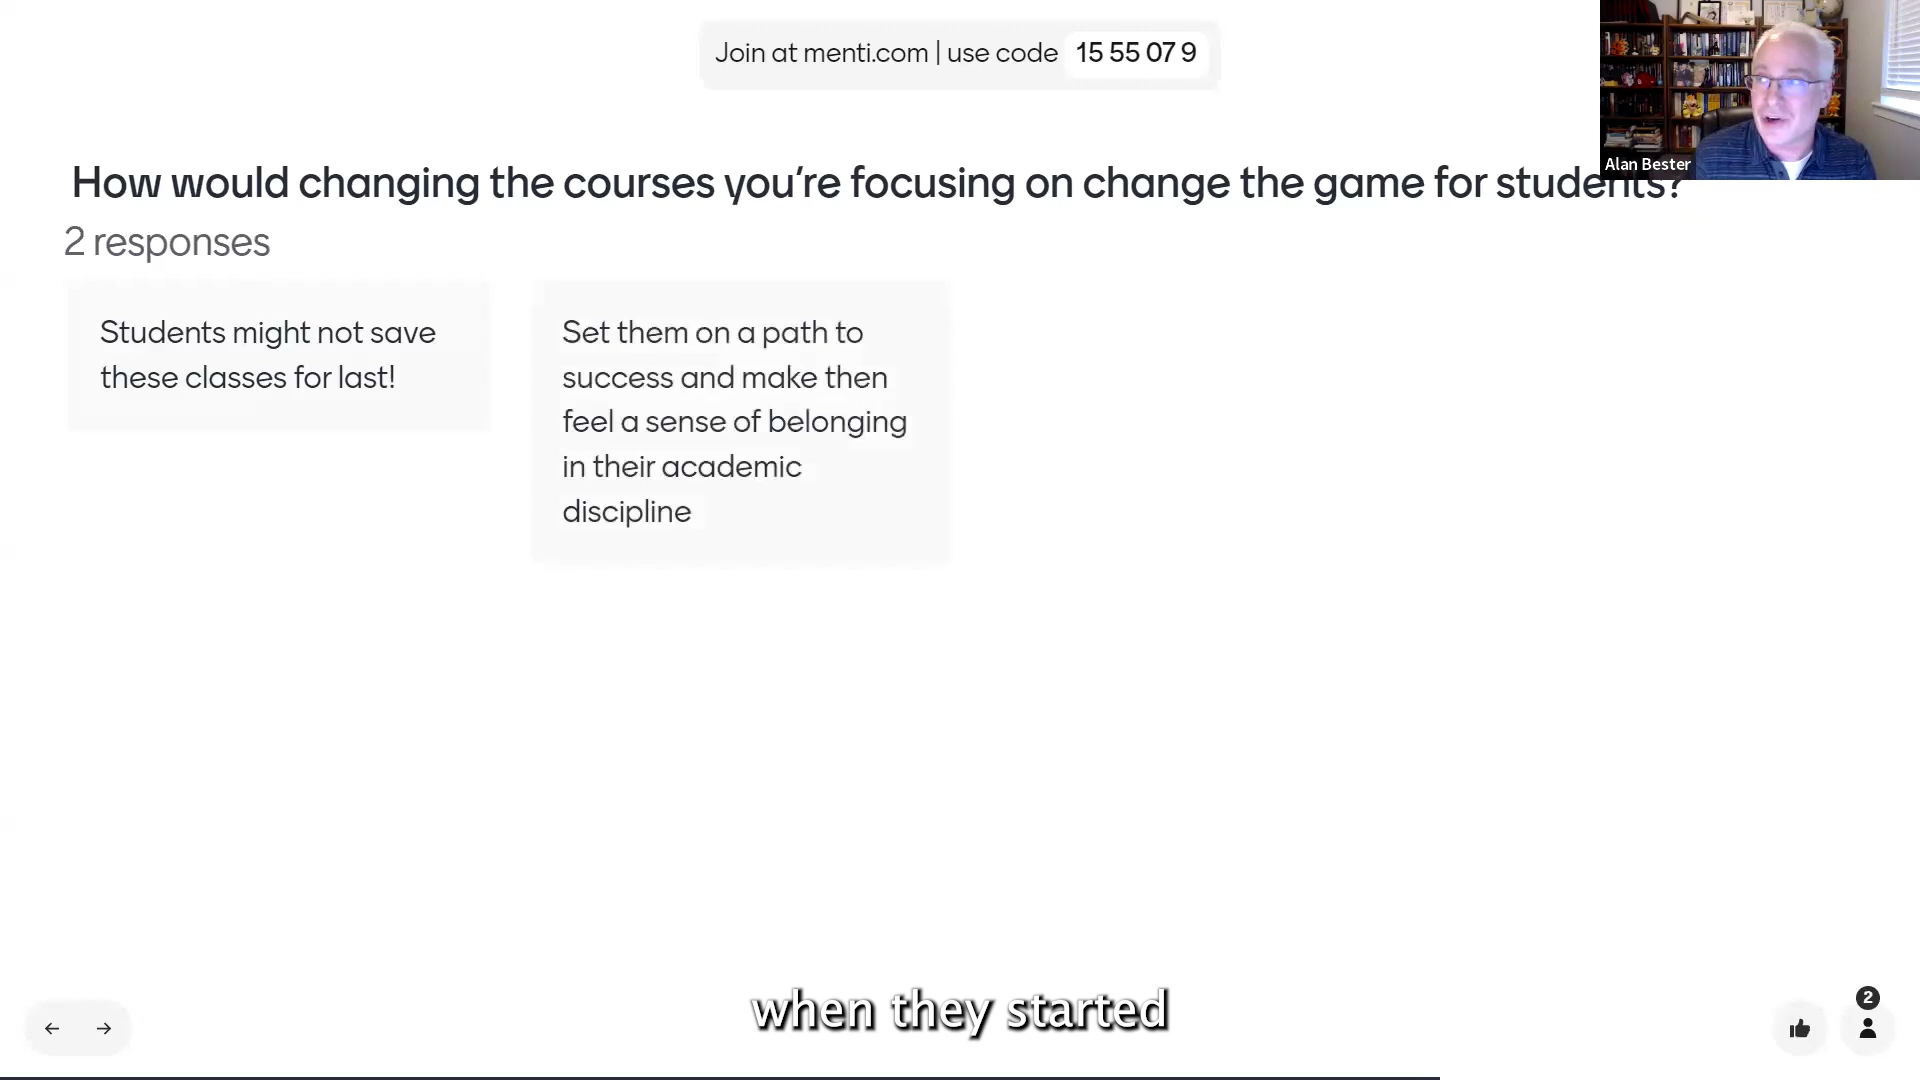 Join at menti.com | use code 15 55 07 9
Alan Bester
How would changing the courses you’re focusing on change the game for students?
2 responses
Students might not save
these classes for last!
Set them on a path to
success and make then
feel a sense of belonging
in their academic
discipline
when they started
2